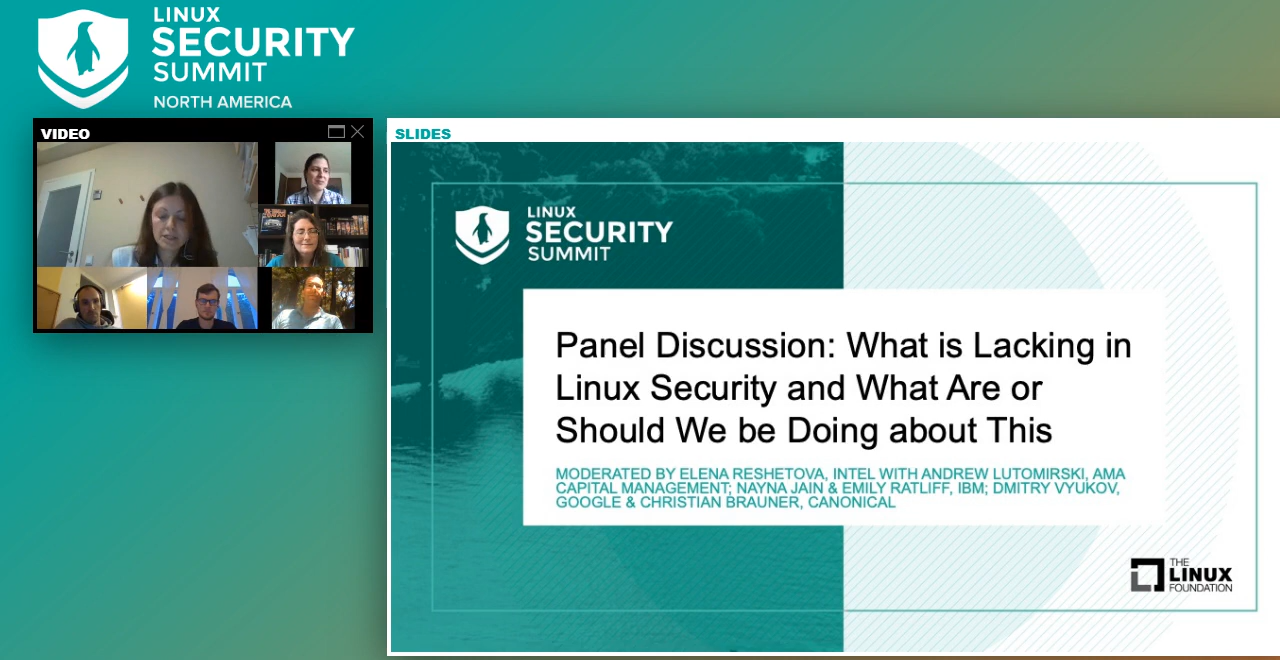 LINUX
SECURITY
SUMMIT
NORTH AMERICA
VIDEO
SLIDES
LINUX
SECURITY
SUMMIT
Panel Discussion: What is Lacking in
Linux Security and What Are or
Should We be Doing about This
MODERATED BY ELENA RESHETOVA, INTEL WITH ANDREW LUTOMIRSKI, AMA
CAPITAL MANAGEMENT; NAYNA JAIN & EMILY RATLIFF, IBM; DMITRY VYUKOV,
GOOGLE & CHRISTIAN BRAUNER, CANONICAL
THE
LINUX
FOUNDATION